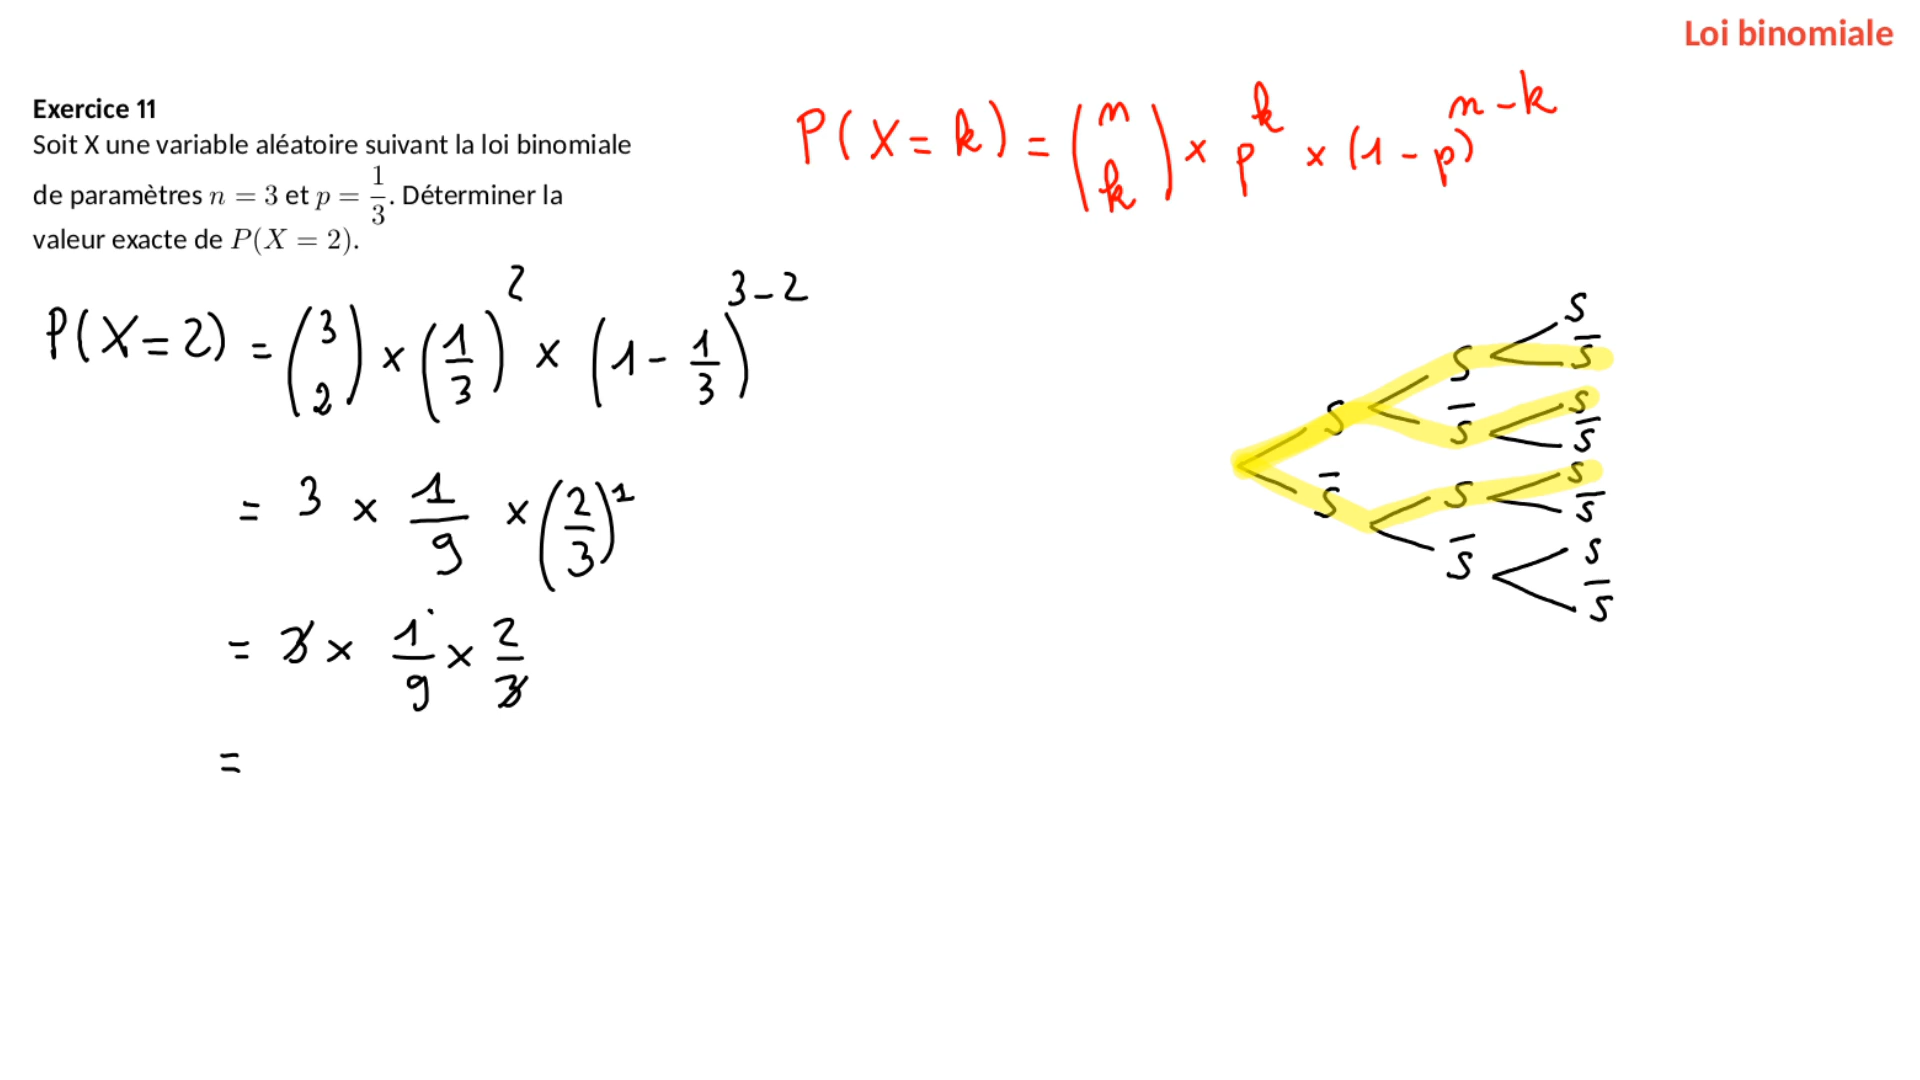 Loi binomiale
Exercice 11
Soit X une variable aléatoire suivant la loi binomiale
de paramètres n = 3 et p = 1/3. Déterminer la
valeur exacte de P(X = 2).
P(X = k) = (n k) × p^k × (1 - p)^(n - k)
P(X = 2) = (3 2) × (1/3)^2 × (1 - 1/3)^(3 - 2)
= 3 × 1/9 × (2/3)^1
= 3 × 1/9 × 2/3
=
S
S S̅
S S
S̅ S̅
S S
S̅ S̅
S̅ S
S̅